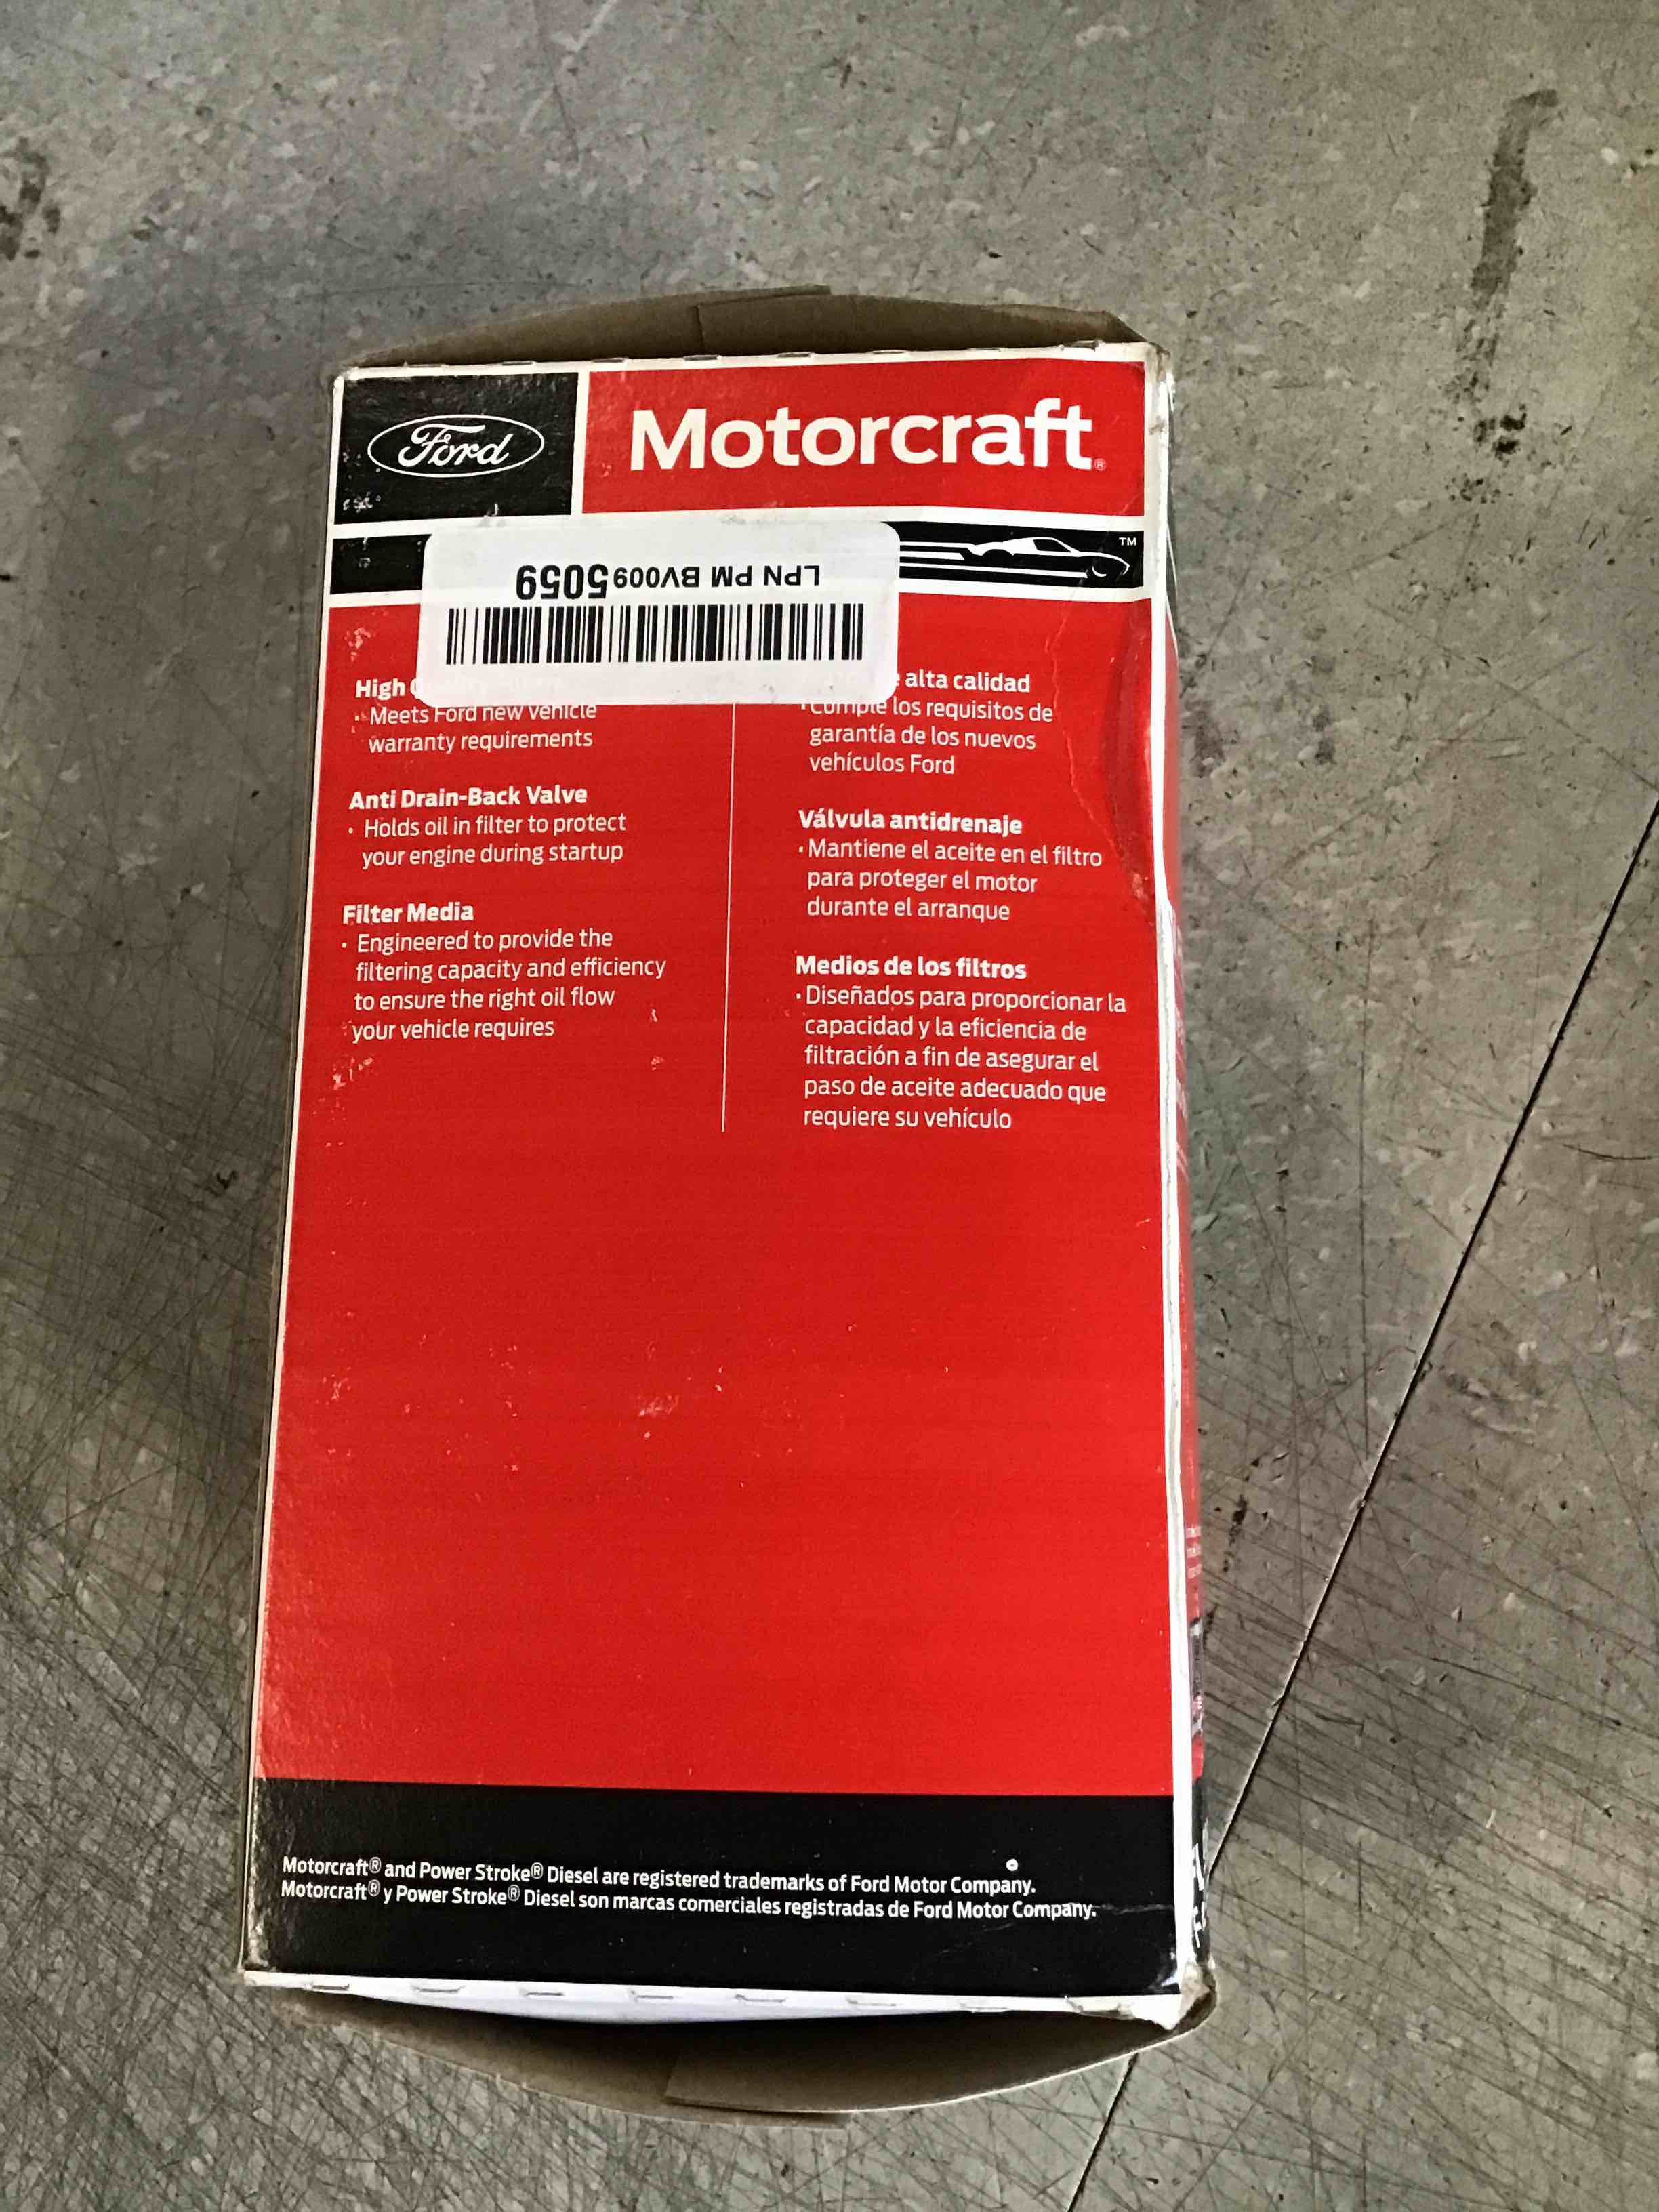 Ford
Motorcraft®
TM
LPN PM BV0095059
High
· Meets Ford new vehicle
warranty requirements
Anti Drain-Back Valve
· Holds oil in filter to protect
your engine during startup
Filter Media
· Engineered to provide the
filtering capacity and efficiency
to ensure the right oil flow
your vehicle requires
alta calidad
· Cumple los requisitos de
garantía de los nuevos
vehículos Ford
Válvula antidrenaje
· Mantiene el aceite en el filtro
para proteger el motor
durante el arranque
Medios de los filtros
· Diseñados para proporcionar la
capacidad y la eficiencia de
filtración a fin de asegurar el
paso de aceite adecuado que
requiere su vehículo
Motorcraft® and Power Stroke® Diesel are registered trademarks of Ford Motor Company.
Motorcraft® y Power Stroke® Diesel son marcas comerciales registradas de Ford Motor Company.